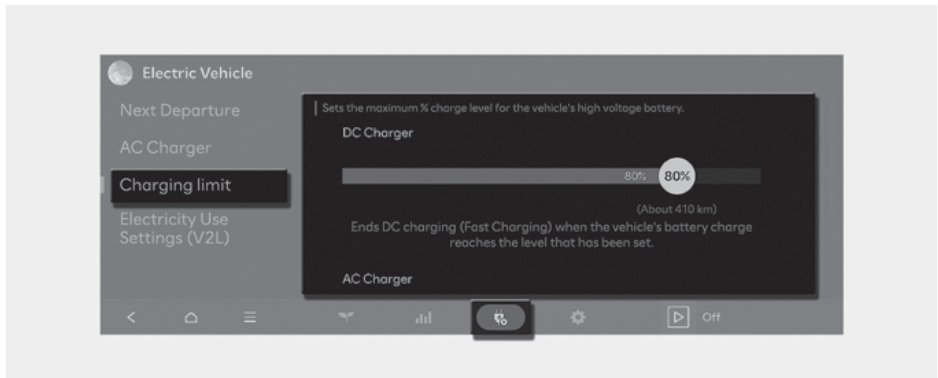 Electric Vehicle
Next Departure
AC Charger
Charging limit
Electricity Use
Settings (V2L)
Sets the maximum % charge level for the vehicle's high voltage battery.
DC Charger
80% 80%
(About 410 km)
Ends DC charging (Fast Charging) when the vehicle's battery charge
reaches the level that has been set.
AC Charger
Off